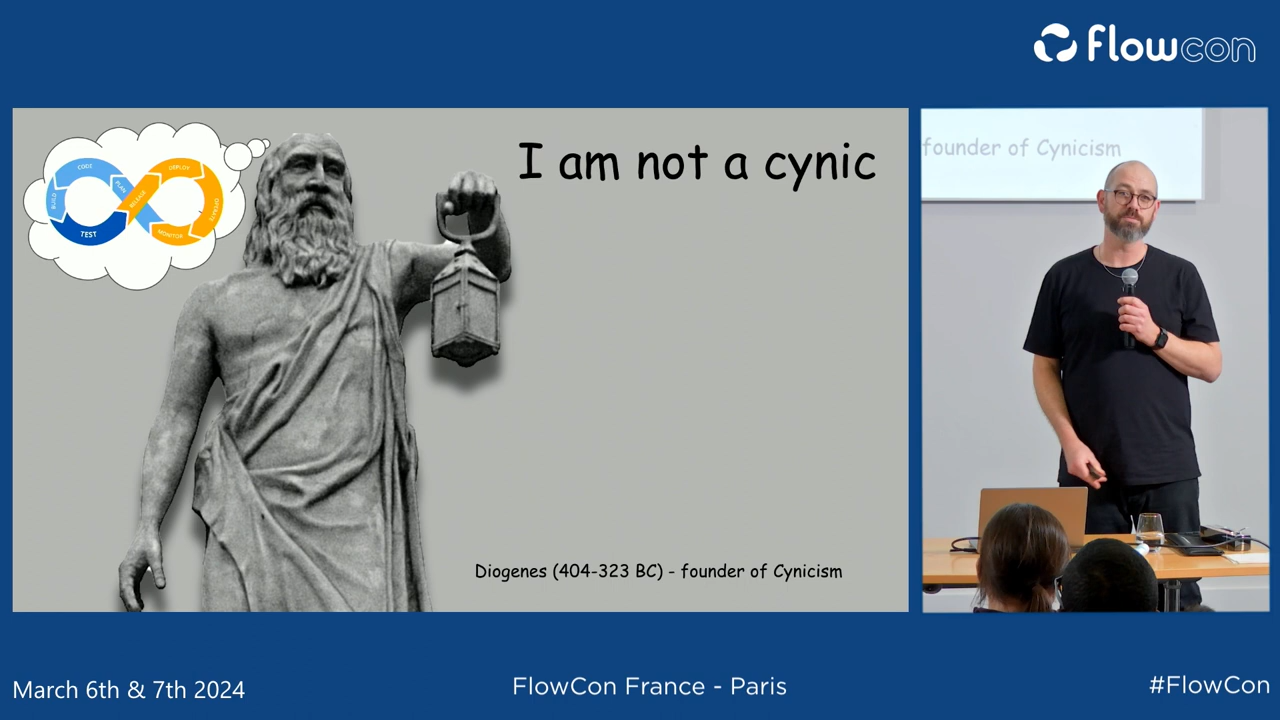 flowcon
I am not a cynic
CODE
DEPLOY
BUILD
PLAN
RELEASE
OPERATE
TEST
MONITOR
Diogenes (404-323 BC) - founder of Cynicism
founder of Cynicism
March 6th & 7th 2024
FlowCon France - Paris
#FlowCon